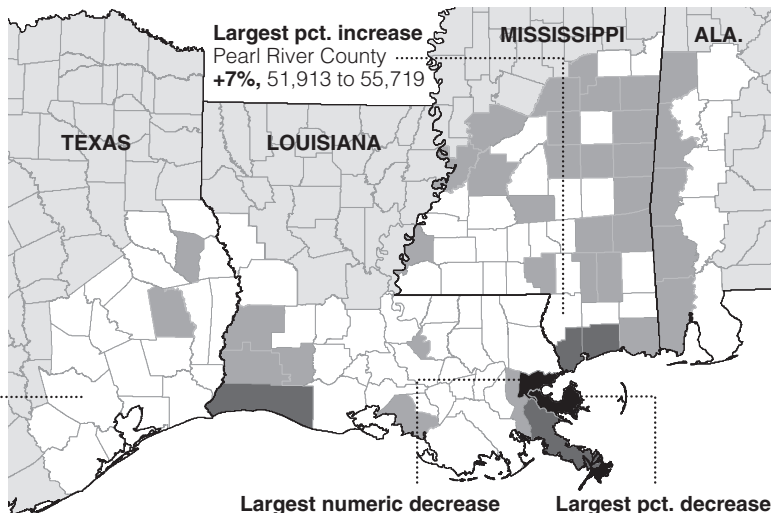 Largest pct. increase
Pearl River County
+7%, 51,913 to 55,719
MISSISSIPPI
ALA.
TEXAS
LOUISIANA
Largest numeric decrease
Largest pct. decrease